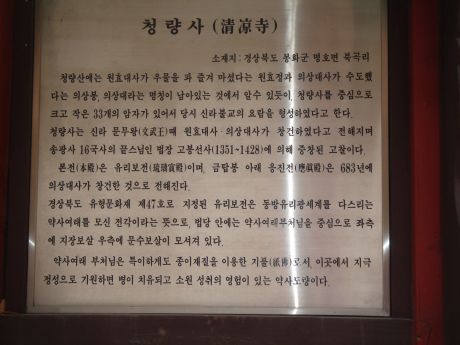 청량사 (清凉寺)
소재지 : 경상북도 봉화군 명호면 북곡리
청량산에는 원효대사가 우물을 파 즐겨 마셨다는 원효정과 의상대사가 수도했
다는 의상봉, 의상대라는 명칭이 남아있는 것에서 알수 있듯이, 청량사를 중심으로
크고 작은 33개의 암자가 있어서 당시 신라불교의 요람을 형성하였다고 한다.
청량사는 신라 문무왕(文武王)때 원효대사·의상대사가 창건하였다고 전해지며
송광사 16국사의 끝스님인 법장 고봉선사(1351~1428)에 의해 중창된 고찰이다.
본전(本殿)은 유리보전(琉璃寶殿)이며, 금탑봉 아래 응진전(應眞殿)은 683년에
의상대사가 창건한 것으로 전해진다.
경상북도 유형문화재 제47호로 지정된 유리보전은 동방유리광세계를 다스리는
약사여래를 모신 전각이라는 뜻으로, 법당 안에는 약사여래부처님을 중심으로 좌측
에 지장보살 우측에 문수보살이 모셔져 있다.
약사여래 부처님은 특이하게도 종이재질을 이용한 지불(紙佛)로서, 이곳에서 지극
정성으로 기원하면 병이 치유되고 소원 성취의 영험이 있는 약사도량이다.